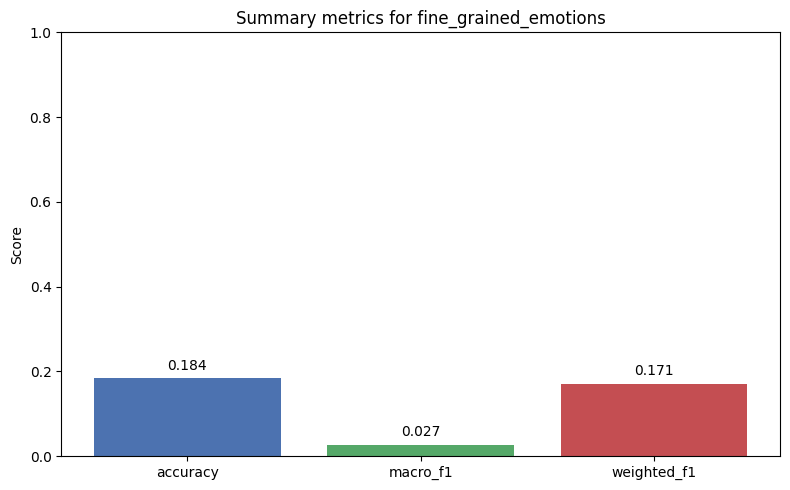 Summary metrics for fine_grained_emotions
1.0
0.8
0.6
0.4
0.2
0.0
Score
0.184
0.027
0.171
accuracy
macro_f1
weighted_f1